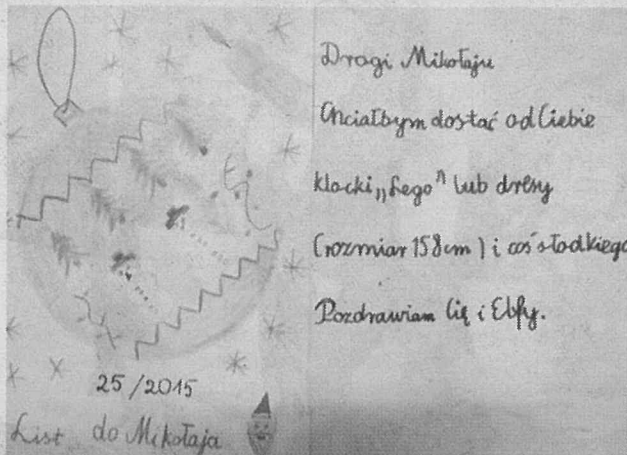 Drogi Mikołaju
Chciałbym dostać od Ciebie
klocki „Lego” lub dresy
(rozmiar 158cm) i coś słodkiego
Pozdrawiam Cię i Elfy.
25/2015
List do Mikołaja